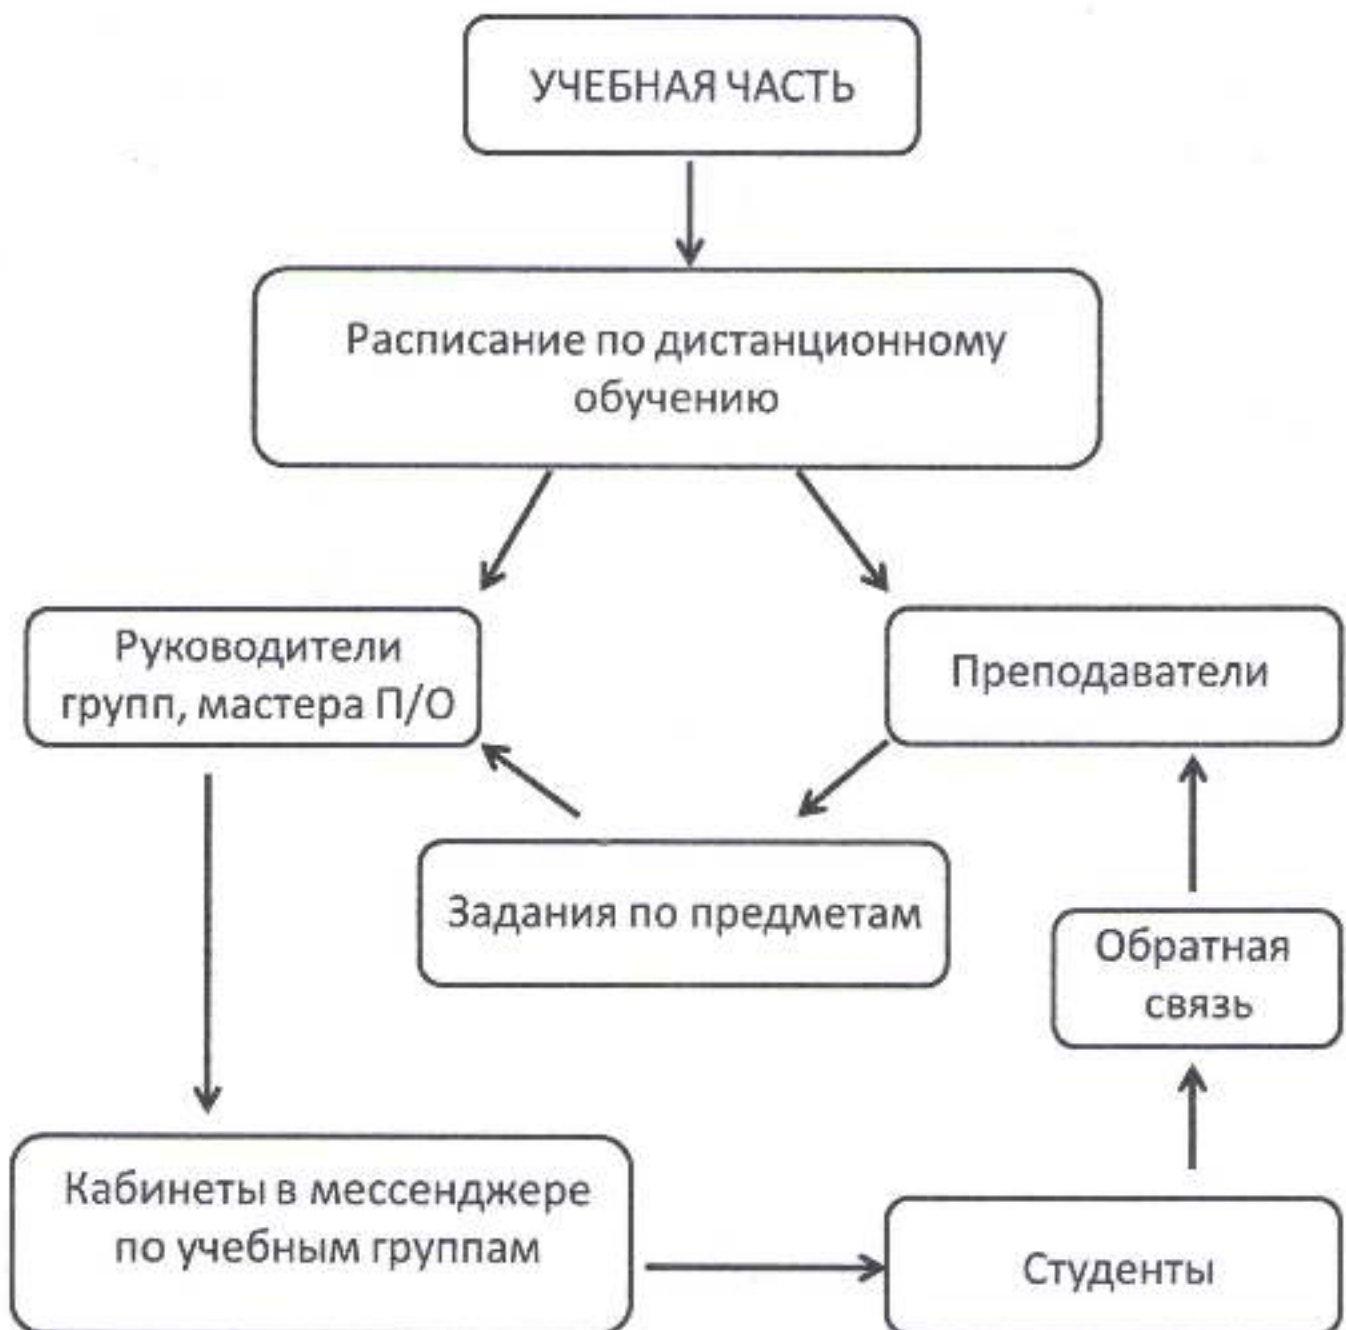 УЧЕБНАЯ ЧАСТЬ
Расписание по дистанционному
обучению
Руководители
групп, мастера П/О
Преподаватели
Задания по предметам
Обратная
связь
Кабинеты в мессенджере
по учебным группам
Студенты